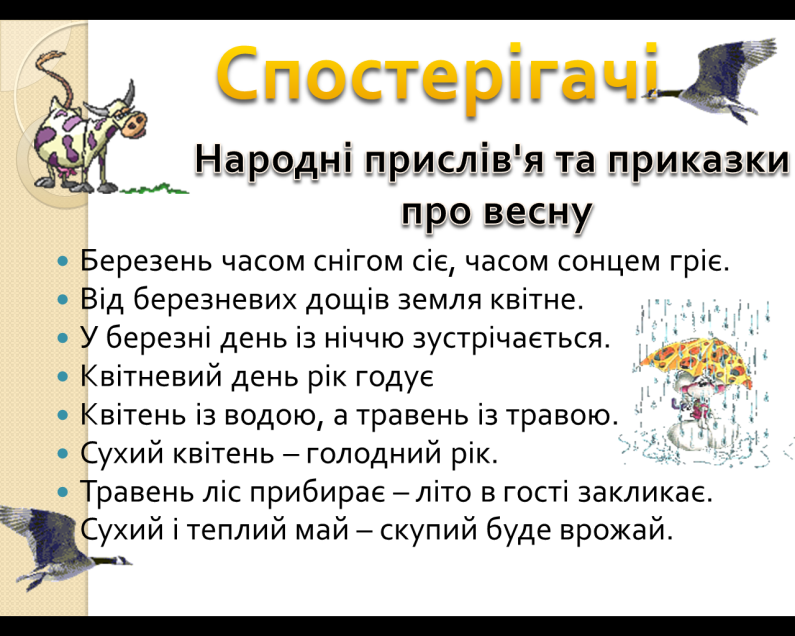 Спостерігачі
Народні прислів'я та приказки
про весну
Березень часом снігом сіє, часом сонцем гріє.
Від березневих дощів земля квітне.
У березні день із ніччю зустрічається.
Квітневий день рік годує
Квітень із водою, а травень із травою.
Сухий квітень – голодний рік.
Травень ліс прибирає – літо в гості закликає.
Сухий і теплий май – скупий буде врожай.